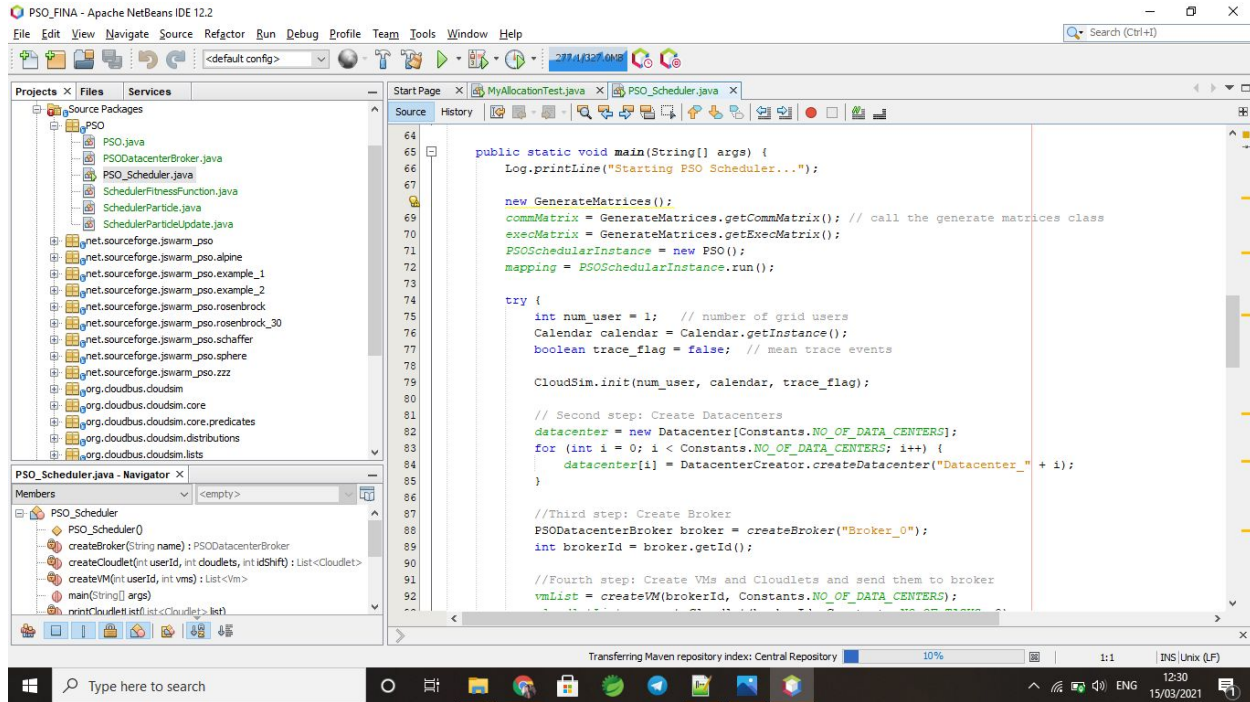 PSO_FINA - Apache NetBeans IDE 12.2
File Edit View Navigate Source Refactor Run Debug Profile Team Tools Window Help
Search (Ctrl+I)
<default config>
277.1/327.0MB
Projects Files Services
Source Packages
PSO
PSO.java
PSODatacenterBroker.java
PSO_Scheduler.java
SchedulerFitnessFunction.java
SchedulerParticle.java
SchedulerParticleUpdate.java
net.sourceforge.jswarm_pso
net.sourceforge.jswarm_pso.alpine
net.sourceforge.jswarm_pso.example_1
net.sourceforge.jswarm_pso.example_2
net.sourceforge.jswarm_pso.rosenbrock
net.sourceforge.jswarm_pso.rosenbrock_30
net.sourceforge.jswarm_pso.schaffer
net.sourceforge.jswarm_pso.sphere
net.sourceforge.jswarm_pso.zzz
org.cloudbus.cloudsim
org.cloudbus.cloudsim.core
org.cloudbus.cloudsim.core.predicates
org.cloudbus.cloudsim.distributions
org.cloudbus.cloudsim.lists
PSO_Scheduler.java - Navigator
Members <empty>
PSO_Scheduler
PSO_Scheduler()
createBroker(String name) : PSODatacenterBroker
createCloudlet(int userId, int cloudlets, int idShift) : List<Cloudlet>
createVM(int userId, int vms) : List<Vm>
main(String[] args)
printCloudletList(List<Cloudlet> list)
Start Page MyAllocationTest.java PSO_Scheduler.java
Source History
64
65 public static void main(String[] args) {
66 Log.printLine("Starting PSO Scheduler...");
67
new GenerateMatrices();
69 commMatrix = GenerateMatrices.getCommMatrix(); // call the generate matrices class
70 execMatrix = GenerateMatrices.getExecMatrix();
71 PSOSchedularInstance = new PSO();
72 mapping = PSOSchedularInstance.run();
73
74 try {
75 int num_user = 1; // number of grid users
76 Calendar calendar = Calendar.getInstance();
77 boolean trace_flag = false; // mean trace events
78
79 CloudSim.init(num_user, calendar, trace_flag);
80
81 // Second step: Create Datacenters
82 datacenter = new Datacenter[Constants.NO_OF_DATA_CENTERS];
83 for (int i = 0; i < Constants.NO_OF_DATA_CENTERS; i++) {
84 datacenter[i] = DatacenterCreator.createDatacenter("Datacenter_" + i);
85 }
86
87 //Third step: Create Broker
88 PSODatacenterBroker broker = createBroker("Broker_0");
89 int brokerId = broker.getId();
90
91 //Fourth step: Create VMs and Cloudlets and send them to broker
92 vmList = createVM(brokerId, Constants.NO_OF_DATA_CENTERS);
Transferring Maven repository index: Central Repository 10% 1:1 INS Unix (LF)
Type here to search
ENG
12:30
15/03/2021